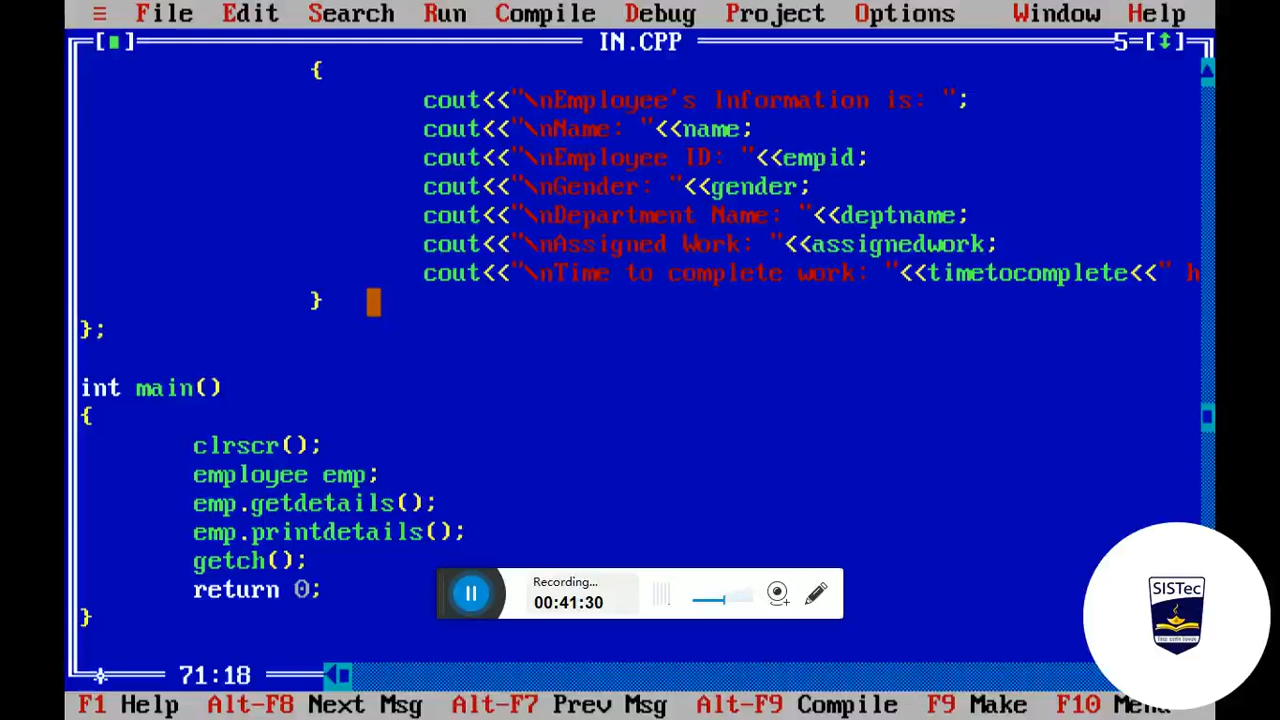 ≡ File Edit Search Run Compile Debug Project Options Window Help
[■] IN.CPP 5=[↕]
{
cout<<"\nEmployee's Information is: ";
cout<<"\nName: "<<name;
cout<<"\nEmployee ID: "<<empid;
cout<<"\nGender: "<<gender;
cout<<"\nDepartment Name: "<<deptname;
cout<<"\nAssigned Work: "<<assignedwork;
cout<<"\nTime to complete work: "<<timetocomplete<<" h
}
};
int main()
{
clrscr();
employee emp;
emp.getdetails();
emp.printdetails();
getch();
return 0;
}
Recording...
00:41:30
SISTec
71:18
F1 Help Alt-F8 Next Msg Alt-F7 Prev Msg Alt-F9 Compile F9 Make F10 Menu